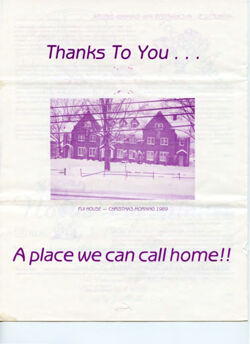 Thanks To You . . .
FIJI HOUSE — CHRISTMAS MORNING 1989
A place we can call home!!